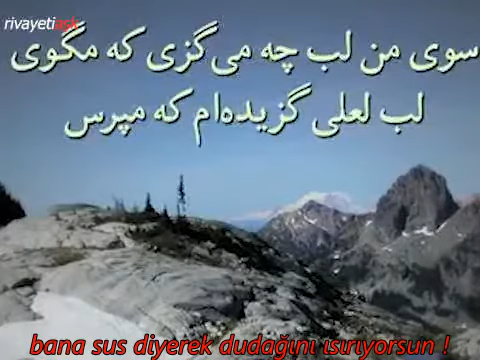 rivayetiaşk
سوی من لب چه می‌گزی که مگوی
لب لعلی گزیده‌ام که مپرس
bana sus diyerek dudağını ısırıyorsun !